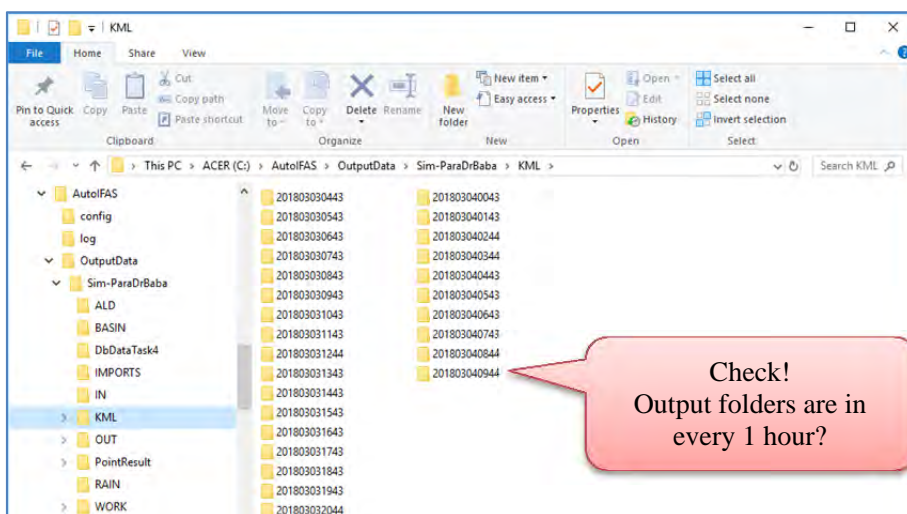 KML
File Home Share View
Pin to Quick access
Copy
Paste
Cut
Copy path
Paste shortcut
Clipboard
Move to
Copy to
Delete
Rename
Organize
New folder
New item
Easy access
New
Properties
Open
Edit
History
Open
Select all
Select none
Invert selection
Select
This PC > ACER (C:) > AutoIFAS > OutputData > Sim-ParaDrBaba > KML >
Search KML
AutoIFAS
config
log
OutputData
Sim-ParaDrBaba
ALD
BASIN
DbDataTask4
IMPORTS
IN
KML
OUT
PointResult
RAIN
WORK
201803030443
201803030543
201803030643
201803030743
201803030843
201803030943
201803031043
201803031143
201803031244
201803031343
201803031443
201803031543
201803031643
201803031743
201803031843
201803031943
201803032044
201803040043
201803040143
201803040244
201803040344
201803040443
201803040543
201803040643
201803040743
201803040844
201803040944
Check!
Output folders are in
every 1 hour?